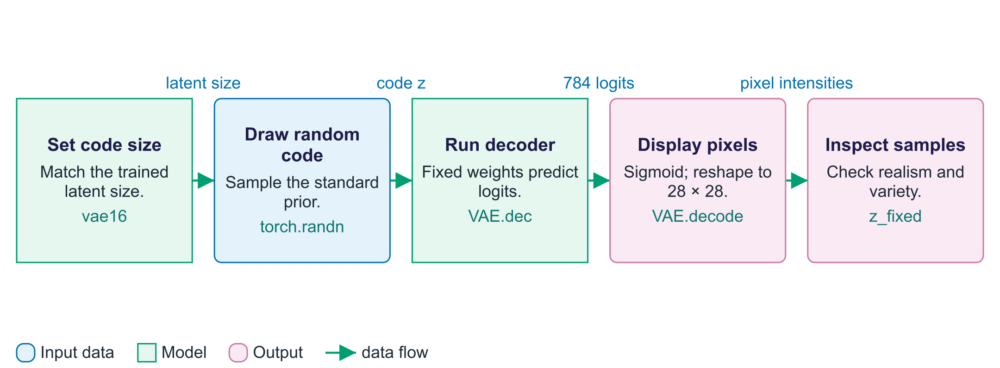 latent size
code z
784 logits
pixel intensities
Set code size
Match the trained
latent size.
vae16
Draw random
code
Sample the standard
prior.
torch.randn
Run decoder
Fixed weights predict
logits.
VAE.dec
Display pixels
Sigmoid; reshape to
28 × 28.
VAE.decode
Inspect samples
Check realism and
variety.
z_fixed
Input data
Model
Output
data flow